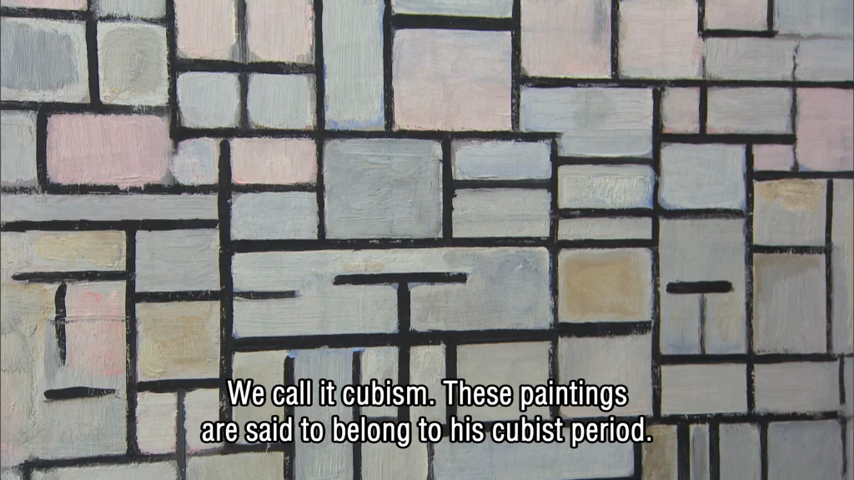 We call it cubism. These paintings
are said to belong to his cubist period.